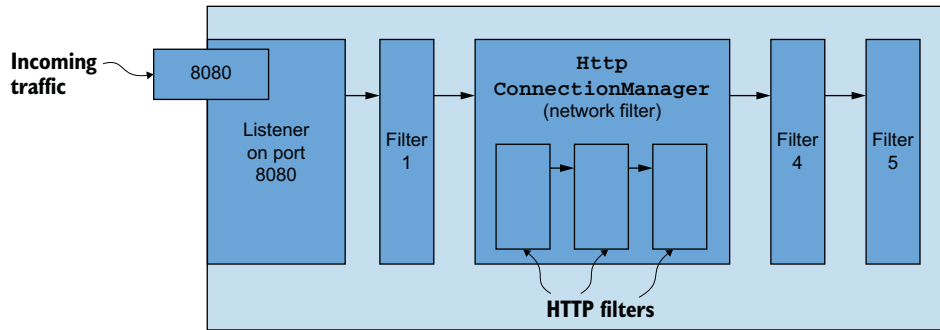 Incoming
traffic
8080
Listener
on port
8080
Filter
1
Http
ConnectionManager
(network filter)
HTTP filters
Filter
4
Filter
5